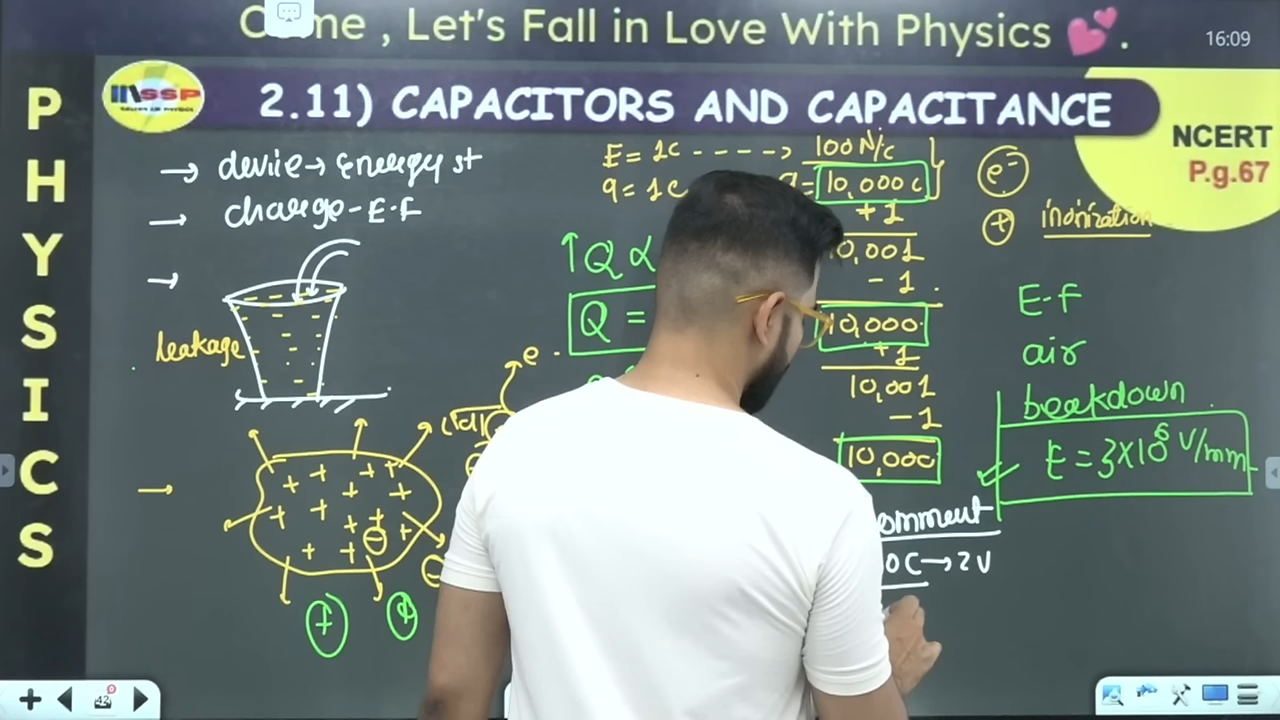 Come , Let's Fall in Love With Physics 💕.
16:09
PHYSICS
SSP
2.11) CAPACITORS AND CAPACITANCE
NCERT
P.g.67
→ device → Energy st
→ charge - E.F
→
leakage
E = 1c ----> 100 N/c
q = 1c = 10,000 c
+ 1
10,001
- 1
10,000
+1
10,001
-1
10,000
↑Q ∝
Q =
e
e-
+
inonization
E-F
air
breakdown
E = 3×10⁶ V/mm
omment
0C → 2V
+ + + + + + + + + + + + + +
42